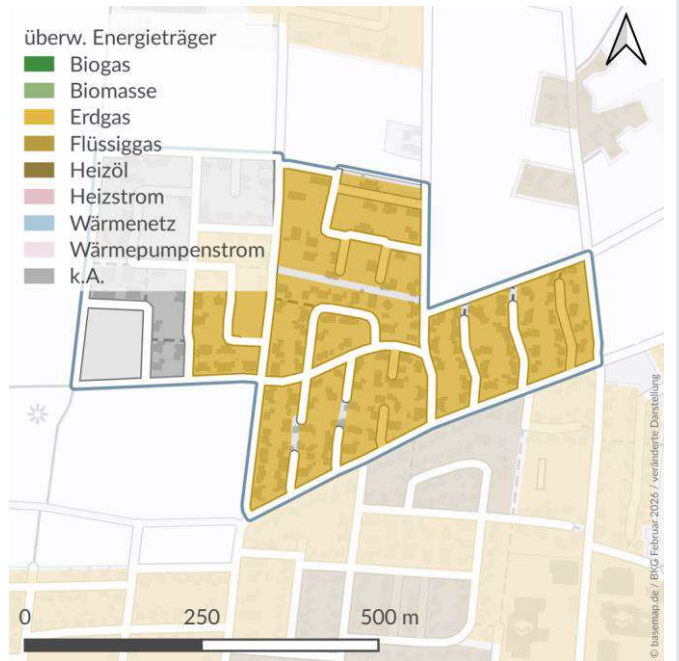 überw. Energieträger
Biogas
Biomasse
Erdgas
Flüssiggas
Heizöl
Heizstrom
Wärmenetz
Wärmepumpenstrom
k.A.
0 250 500 m
© basemap.de / BKG Februar 2026 / veränderte Darstellung